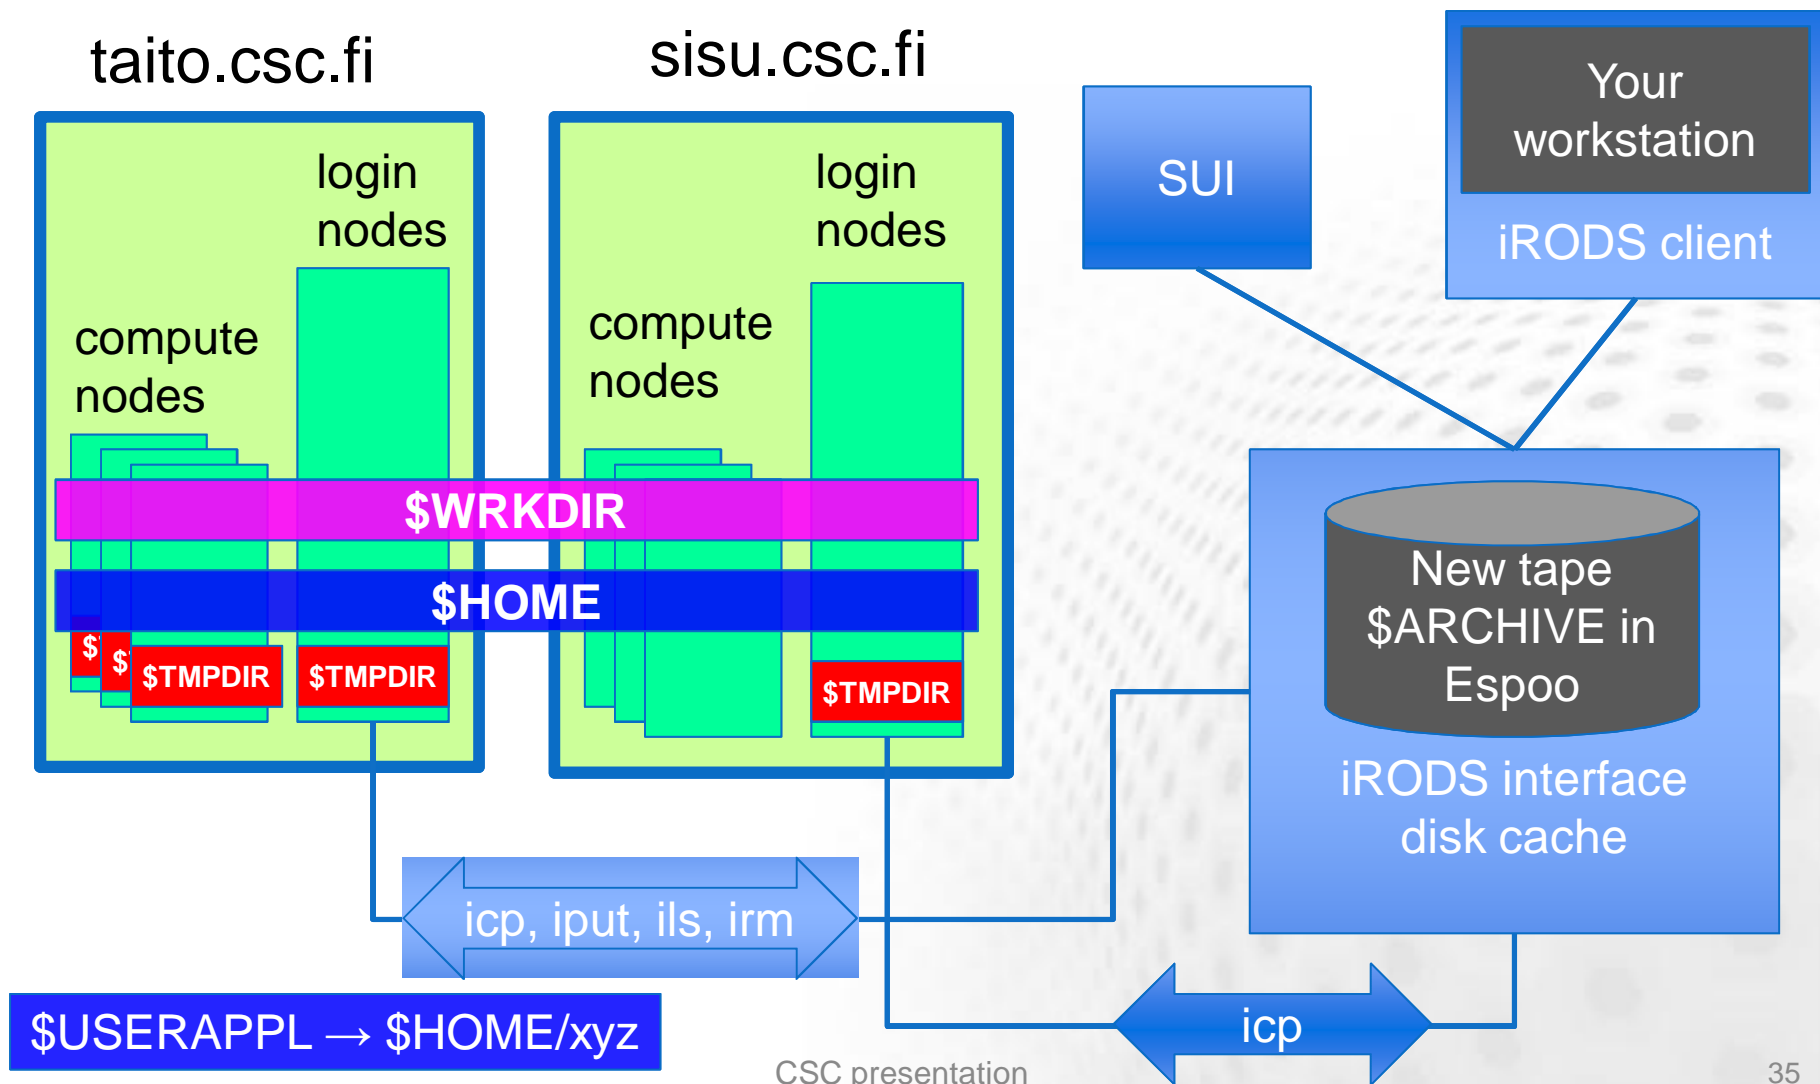 taito.csc.fi
sisu.csc.fi
login
nodes
compute
nodes
login
nodes
compute
nodes
$WRKDIR
$HOME
$
$
$TMPDIR
$TMPDIR
$TMPDIR
SUI
Your
workstation
iRODS client
New tape
$ARCHIVE in
Espoo
iRODS interface
disk cache
icp, iput, ils, irm
icp
$USERAPPL → $HOME/xyz
CSC presentation
35